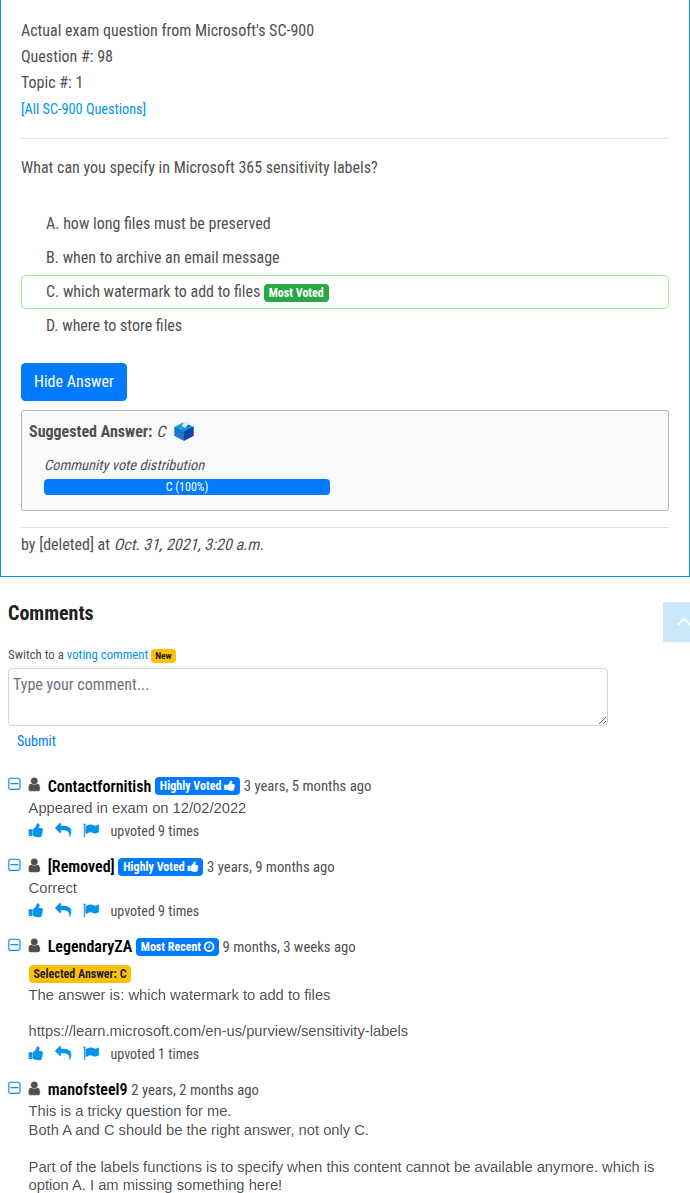 Actual exam question from Microsoft's SC-900
Question #: 98
Topic #: 1
[All SC-900 Questions]
What can you specify in Microsoft 365 sensitivity labels?
A. how long files must be preserved
B. when to archive an email message
C. which watermark to add to files Most Voted
D. where to store files
Hide Answer
Suggested Answer: C
Community vote distribution
C (100%)
by [deleted] at Oct. 31, 2021, 3:20 a.m.
Comments
Switch to a voting comment New
Type your comment...
Submit
Contactfornitish Highly Voted 3 years, 5 months ago
Appeared in exam on 12/02/2022
upvoted 9 times
[Removed] Highly Voted 3 years, 9 months ago
Correct
upvoted 9 times
LegendaryZA Most Recent 9 months, 3 weeks ago
Selected Answer: C
The answer is: which watermark to add to files
https://learn.microsoft.com/en-us/purview/sensitivity-labels
upvoted 1 times
manofsteel9 2 years, 2 months ago
This is a tricky question for me.
Both A and C should be the right answer, not only C.
Part of the labels functions is to specify when this content cannot be available anymore. which is
option A. I am missing something here!